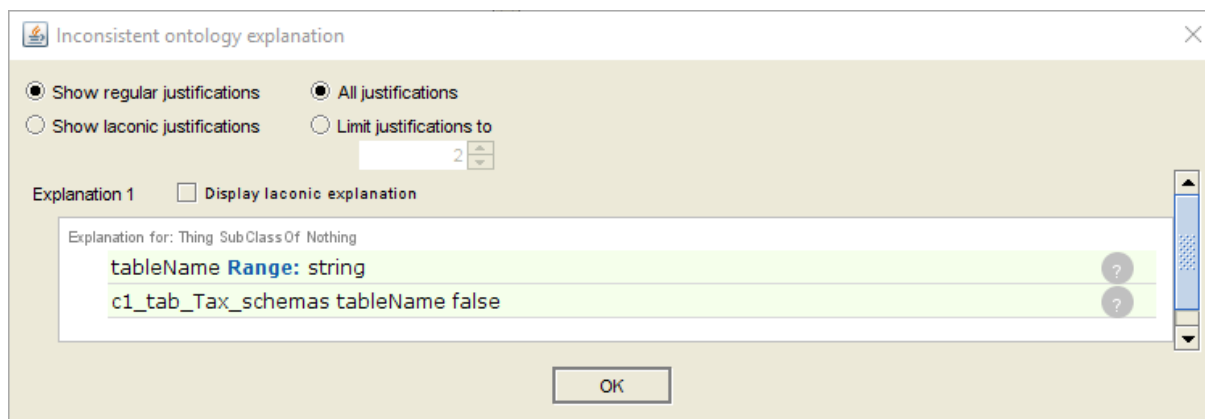 Inconsistent ontology explanation
Show regular justifications All justifications
Show laconic justifications Limit justifications to
2
Explanation 1 Display laconic explanation
Explanation for: Thing SubClassOf Nothing
tableName Range: string ?
c1_tab_Tax_schemas tableName false ?
OK